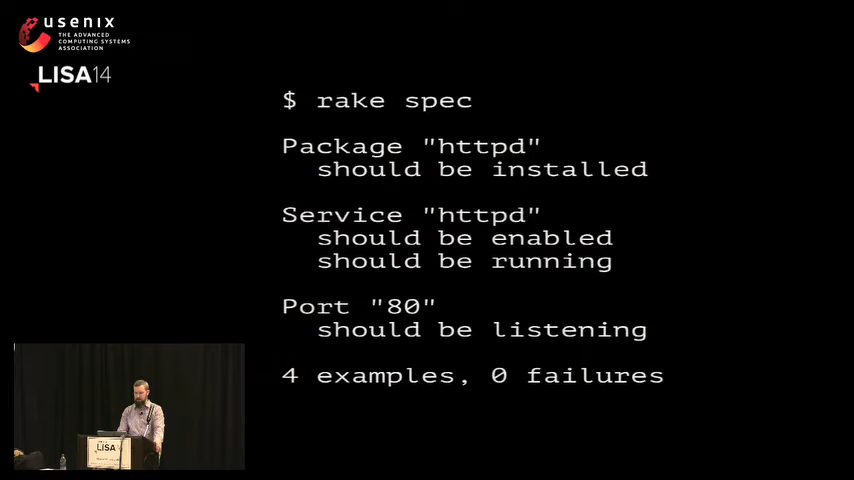 usenix
THE ADVANCED
COMPUTING SYSTEMS
ASSOCIATION
LISA14
$ rake spec
Package "httpd"
should be installed
Service "httpd"
should be enabled
should be running
Port "80"
should be listening
4 examples, 0 failures
LISA